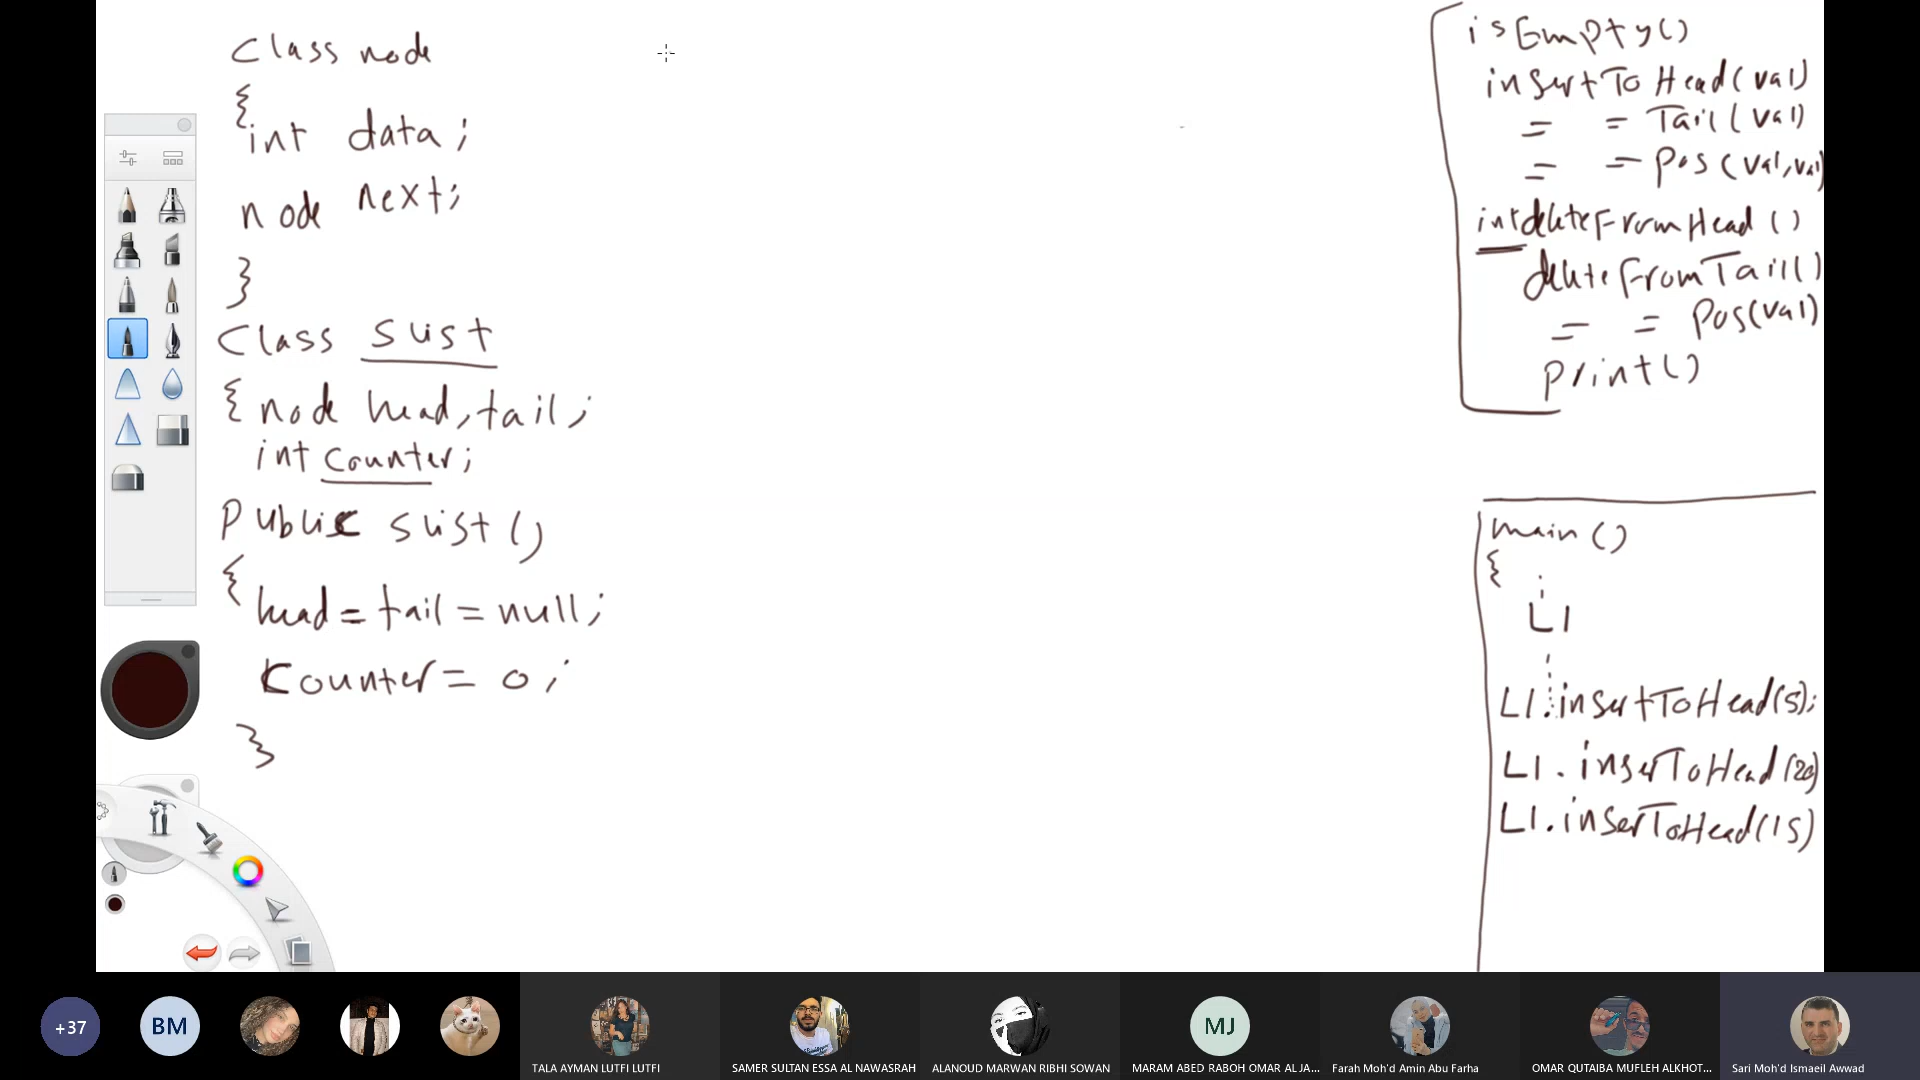 Class node
{
int data;
node next;
}
Class slist
{ node head, tail;
int counter;
Public slist()
{
head = tail = null;
Counter = 0;
}
isEmpty()
insertToHead(val)
= = Tail(val)
= = Pos(val,val)
int deleteFromHead()
deleteFromTail()
= = Pos(val)
print()
main()
{
L1
L1.insertToHead(5);
L1.inserToHead(20)
L1.inserToHead(15)
+37
BM
MJ
TALA AYMAN LUTFI LUTFI
SAMER SULTAN ESSA AL NAWASRAH
ALANOUD MARWAN RIBHI SOWAN
MARAM ABED RABOH OMAR AL JA...
Farah Moh'd Amin Abu Farha
OMAR QUTAIBA MUFLEH ALKHOT...
Sari Moh'd Ismaeil Awwad